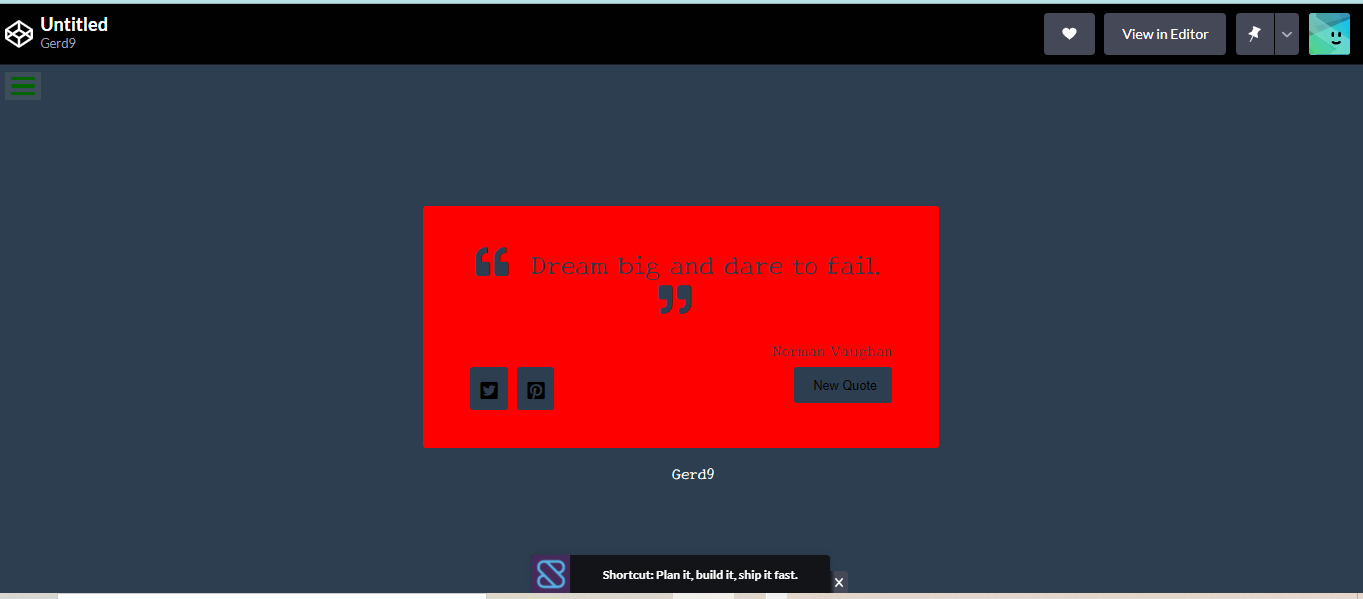 Untitled
Gerd9
View in Editor
“ Dream big and dare to fail.
”
Norman Vaughan
New Quote
Gerd9
Shortcut: Plan it, build it, ship it fast.
x